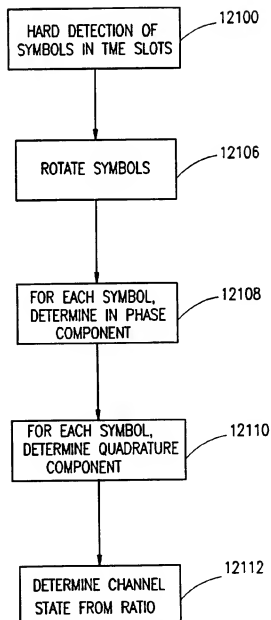 HARD DETECTION OF
SYMBOLS IN TME SLOTS
12100
ROTATE SYMBOLS
12106
FOR EACH SYMBOL,
DETERMINE IN PHASE
COMPONENT
12108
FOR EACH SYMBOL,
DETERMINE QUADRATURE
COMPONENT
12110
DETERMINE CHANNEL
STATE FROM RATIO
12112